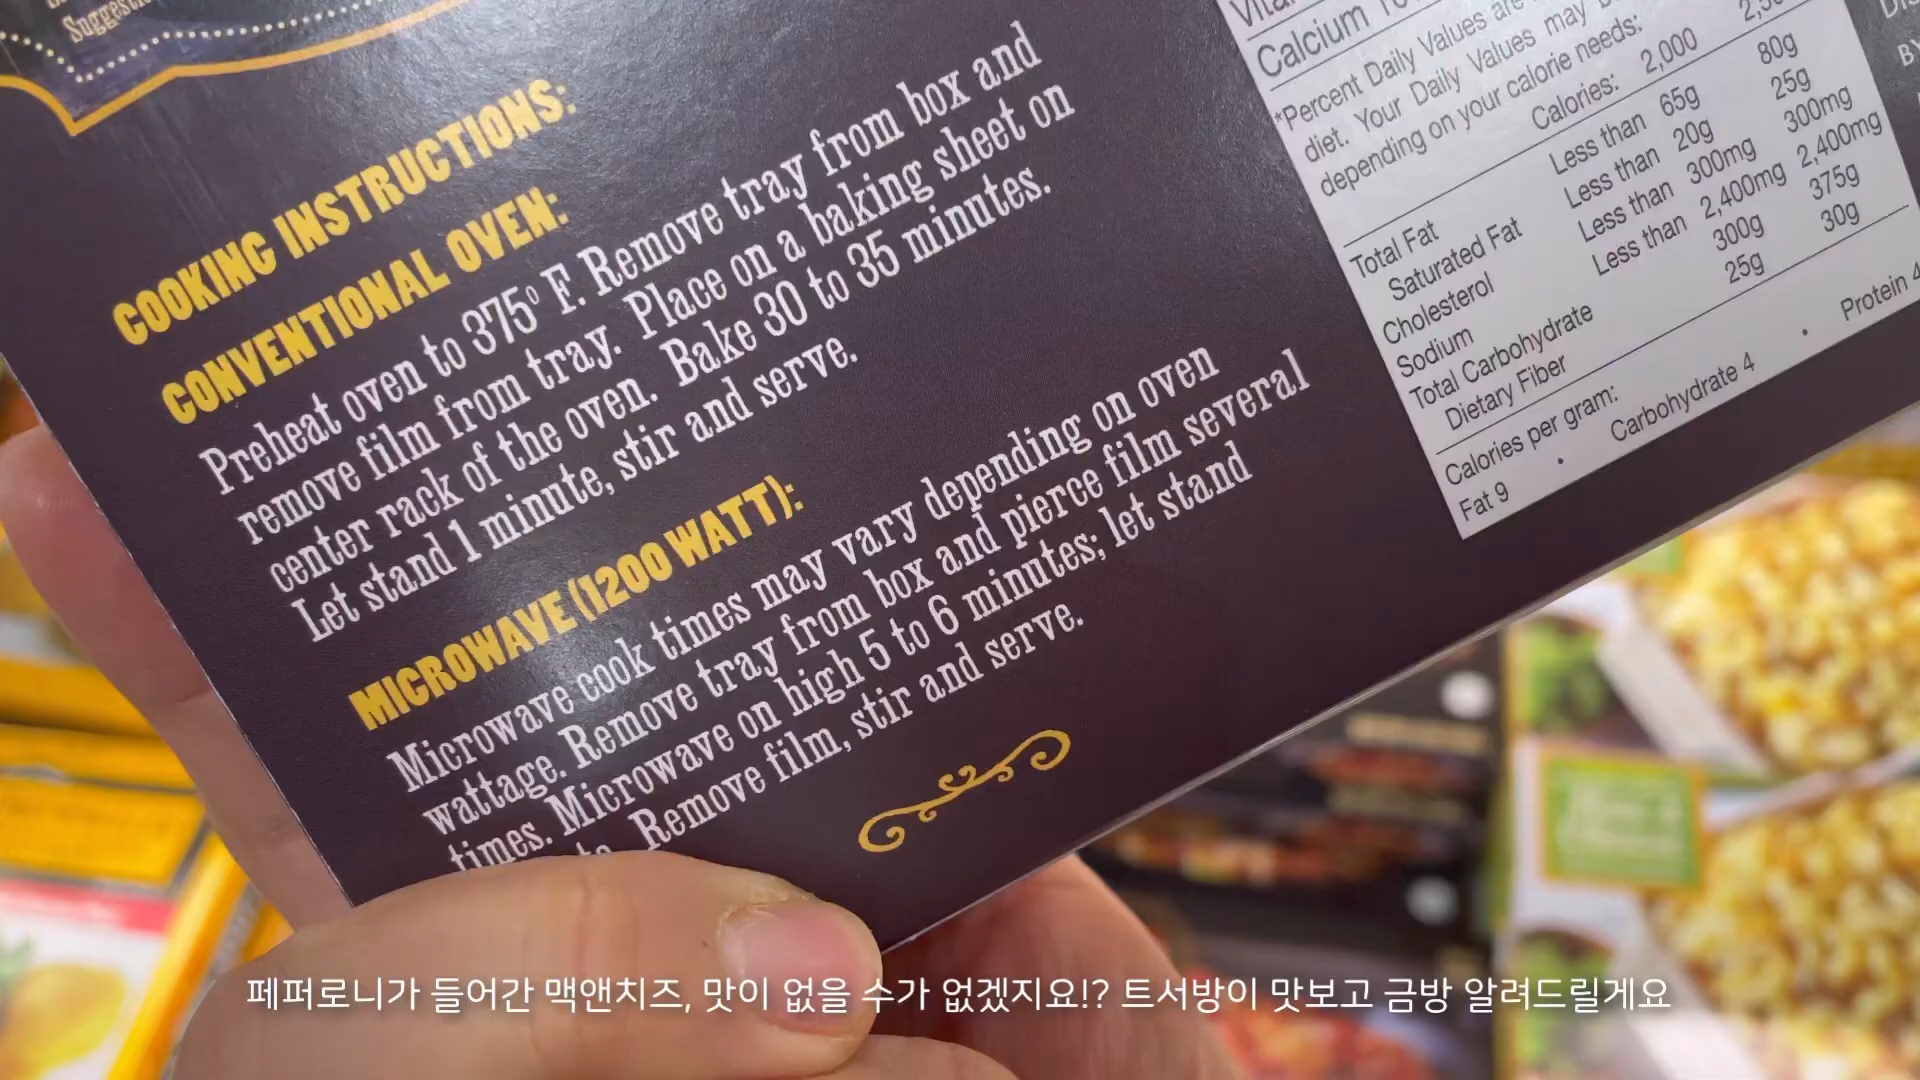 COOKING INSTRUCTIONS:
CONVENTIONAL OVEN:
Preheat oven to 375° F. Remove tray from box and
remove film from tray. Place on a baking sheet on
center rack of the oven. Bake 30 to 35 minutes.
Let stand 1 minute, stir and serve.
MICROWAVE (1200 WATT):
Microwave cook times may vary depending on oven
wattage. Remove tray from box and pierce film several
times. Microwave on high 5 to 6 minutes; let stand
Remove film, stir and serve.
Calcium
*Percent Daily Values are
diet. Your Daily Values may
depending on your calorie needs:
Calories: 2,000
Total Fat Less than 65g 80g
Saturated Fat Less than 20g 25g
Cholesterol Less than 300mg 300mg
Sodium Less than 2,400mg 2,400mg
Total Carbohydrate 300g 375g
Dietary Fiber 25g 30g
Calories per gram:
Fat 9 • Carbohydrate 4 • Protein 4
페퍼로니가 들어간 맥앤치즈, 맛이 없을 수가 없겠지요!? 트서방이 맛보고 금방 알려드릴게요